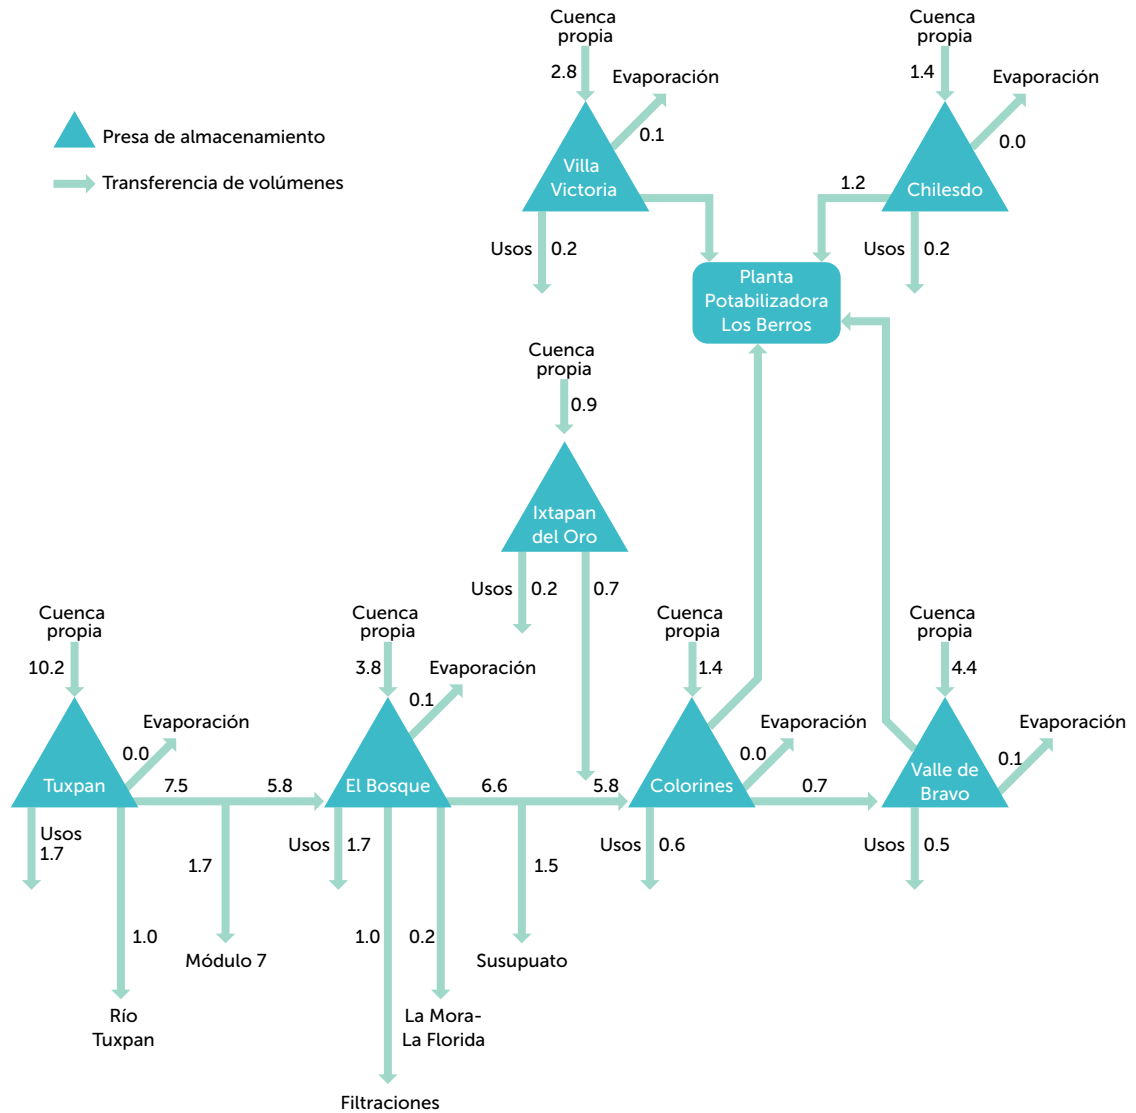 Cuenca
propia
2.8
Evaporación
0.1
Villa
Victoria
Usos
0.2
Cuenca
propia
1.4
Evaporación
0.0
1.2
Chilesdo
Usos
0.2
Presa de almacenamiento
Transferencia de volúmenes
Planta
Potabilizadora
Los Berros
Cuenca
propia
0.9
Ixtapan
del Oro
Usos
0.2
0.7
Cuenca
propia
10.2
Evaporación
0.0
Tuxpan
7.5
5.8
Usos
1.7
1.0
Río
Tuxpan
1.7
Módulo 7
Cuenca
propia
3.8
Evaporación
0.1
El Bosque
6.6
5.8
Usos
1.7
1.0
Filtraciones
0.2
La Mora-
La Florida
1.5
Susupuato
Cuenca
propia
1.4
Evaporación
0.0
Colorines
0.7
Usos
0.6
Cuenca
propia
4.4
Evaporación
0.1
Valle de
Bravo
Usos
0.5